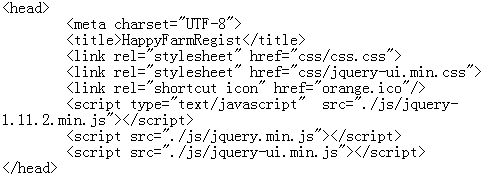 <head>
<meta charset="UTF-8">
<title>HappyFarmRegist</title>
<link rel="stylesheet" href="css/css.css">
<link rel="stylesheet" href="css/jquery-ui.min.css">
<link rel="shortcut icon" href="orange.ico"/>
<script type="text/javascript"  src="./js/jquery-
1.11.2.min.js"></script>
<script src="./js/jquery.min.js"></script>
<script src="./js/jquery-ui.min.js"></script>
</head>